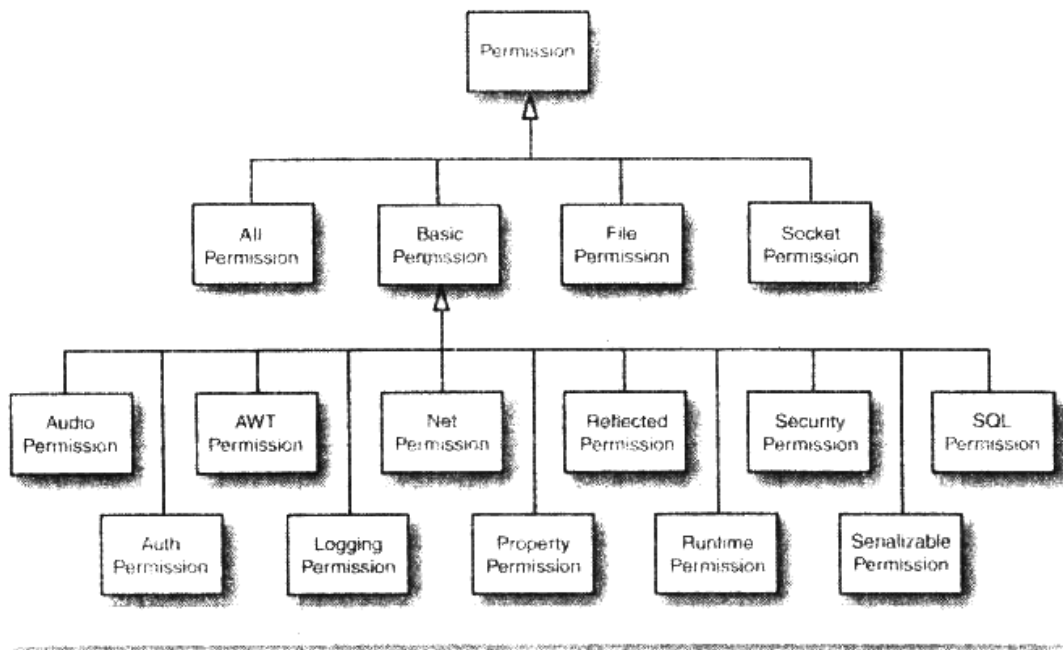 Permission
All
Permission
Basic
Permission
File
Permission
Socket
Permission
Audio
Permission
AWT
Permission
Net
Permission
Reflected
Permission
Security
Permission
SQL
Permission
Auth
Permission
Logging
Permission
Property
Permission
Runtime
Permission
Serializable
Permission